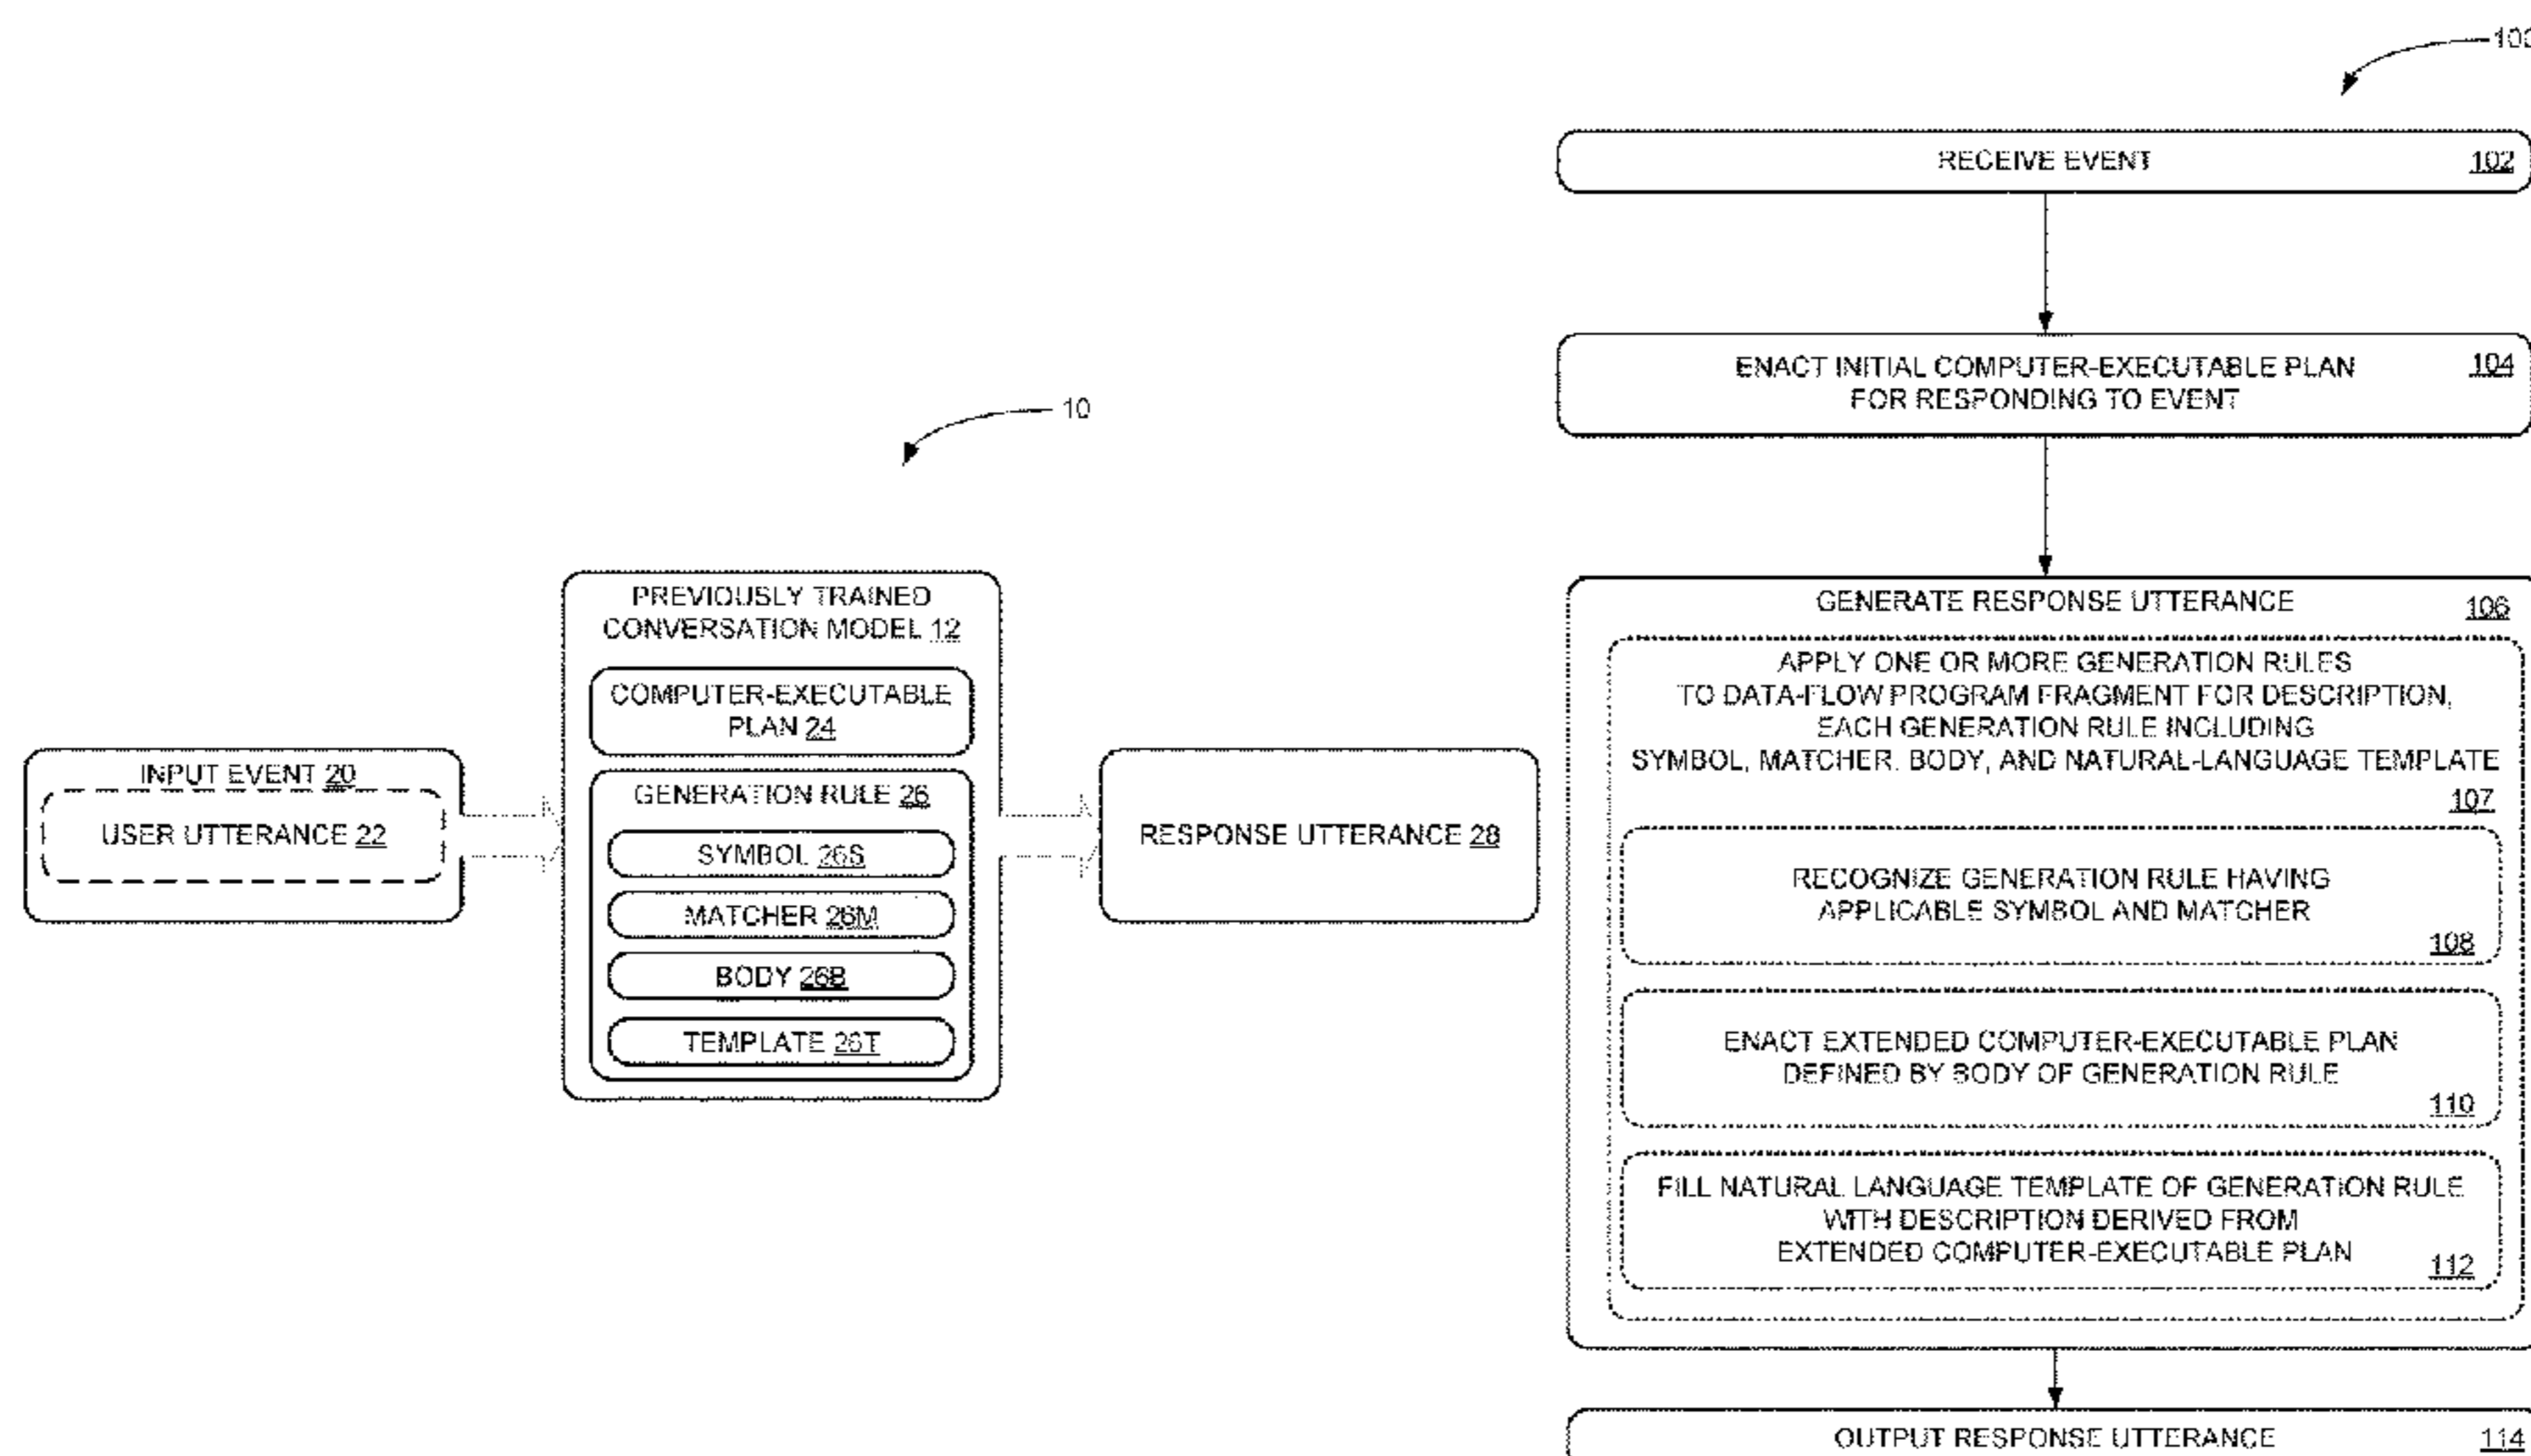 10
INPUT EVENT 20
USER UTTERANCE 22
PREVIOUSLY TRAINED
CONVERSATION MODEL 12
COMPUTER-EXECUTABLE
PLAN 24
GENERATION RULE 26
SYMBOL 26S
MATCHER 26M
BODY 26B
TEMPLATE 26T
RESPONSE UTTERANCE 28
100
RECEIVE EVENT 102
ENACT INITIAL COMPUTER-EXECUTABLE PLAN 104
FOR RESPONDING TO EVENT
GENERATE RESPONSE UTTERANCE 106
APPLY ONE OR MORE GENERATION RULES
TO DATA-FLOW PROGRAM FRAGMENT FOR DESCRIPTION,
EACH GENERATION RULE INCLUDING
SYMBOL, MATCHER, BODY, AND NATURAL-LANGUAGE TEMPLATE
107
RECOGNIZE GENERATION RULE HAVING
APPLICABLE SYMBOL AND MATCHER
108
ENACT EXTENDED COMPUTER-EXECUTABLE PLAN
DEFINED BY BODY OF GENERATION RULE
110
FILL NATURAL LANGUAGE TEMPLATE OF GENERATION RULE
WITH DESCRIPTION DERIVED FROM
EXTENDED COMPUTER-EXECUTABLE PLAN
112
OUTPUT RESPONSE UTTERANCE 114